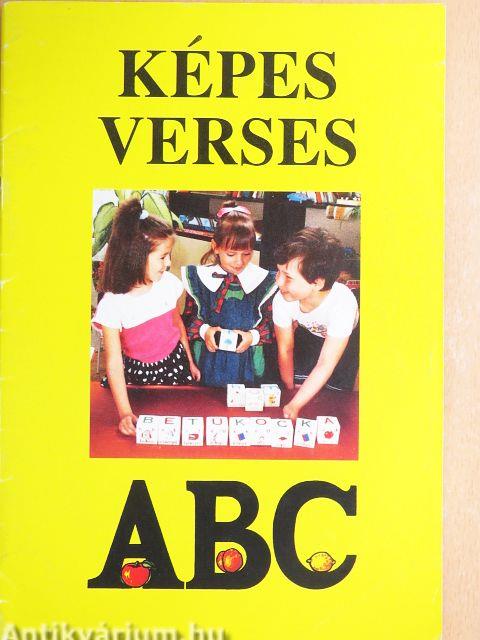 KÉPES
VERSES
BETUKOCKA
ABC
Antikvárium.hu